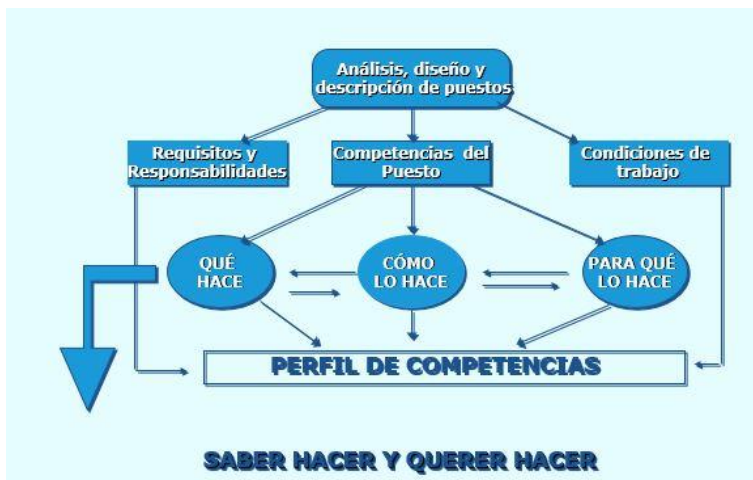 Análisis, diseño y
descripción de puestos
Requisitos y
Responsabilidades
Competencias del
Puesto
Condiciones de
trabajo
QUÉ
HACE
CÓMO
LO HACE
PARA QUÉ
LO HACE
PERFIL DE COMPETENCIAS
SABER HACER Y QUERER HACER